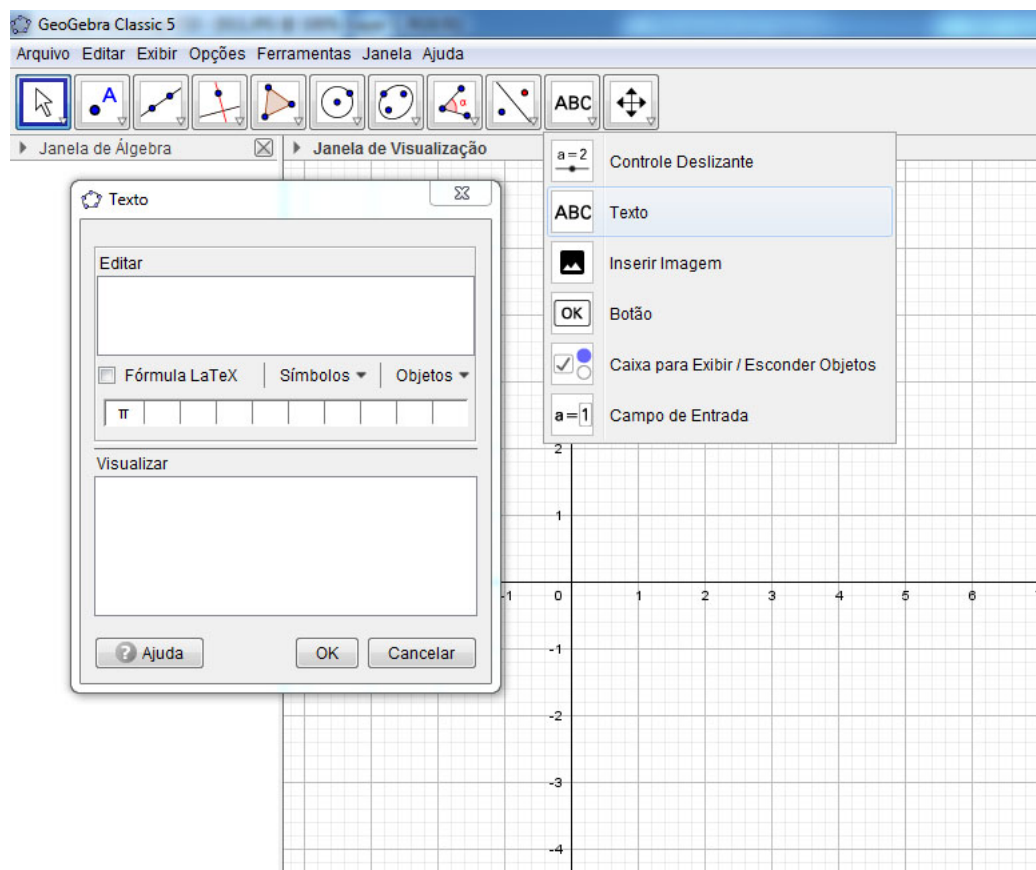 GeoGebra Classic 5
Arquivo Editar Exibir Opções Ferramentas Janela Ajuda
A
α
ABC
Janela de Álgebra
Janela de Visualização
a=2 Controle Deslizante
ABC Texto
Inserir Imagem
OK Botão
Caixa para Exibir / Esconder Objetos
a=1 Campo de Entrada
Texto
Editar
Fórmula LaTeX Símbolos Objetos
π
Visualizar
Ajuda OK Cancelar
2
1
-1 0 1 2 3 4 5 6
-1
-2
-3
-4